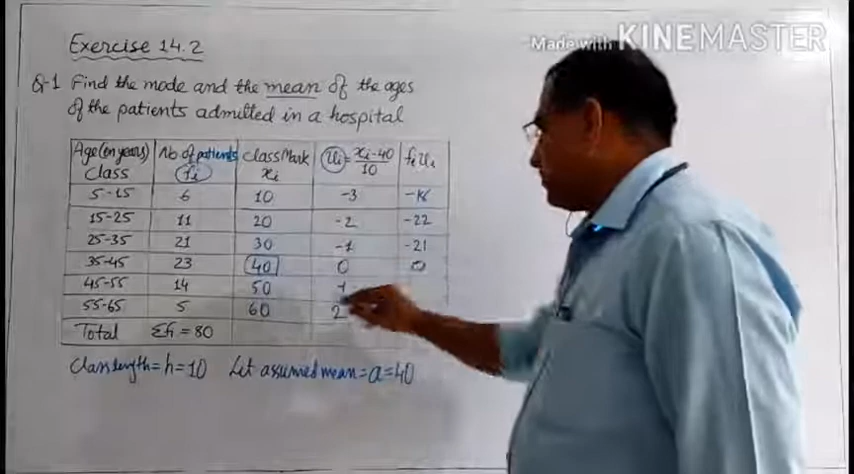 Made with KINEMASTER
Exercise 14.2
Q-1 Find the mode and the mean of the ages
of the patients admitted in a hospital
Age (in years) Class No of patients fi Class Mark xi ui = xi-40/10 fiui
5-15 6 10 -3 -18
15-25 11 20 -2 -22
25-35 21 30 -1 -21
35-45 23 40 0 0
45-55 14 50 1
55-65 5 60 2
Total Σfi = 80
Class length = h = 10 Let assumed mean = a = 40